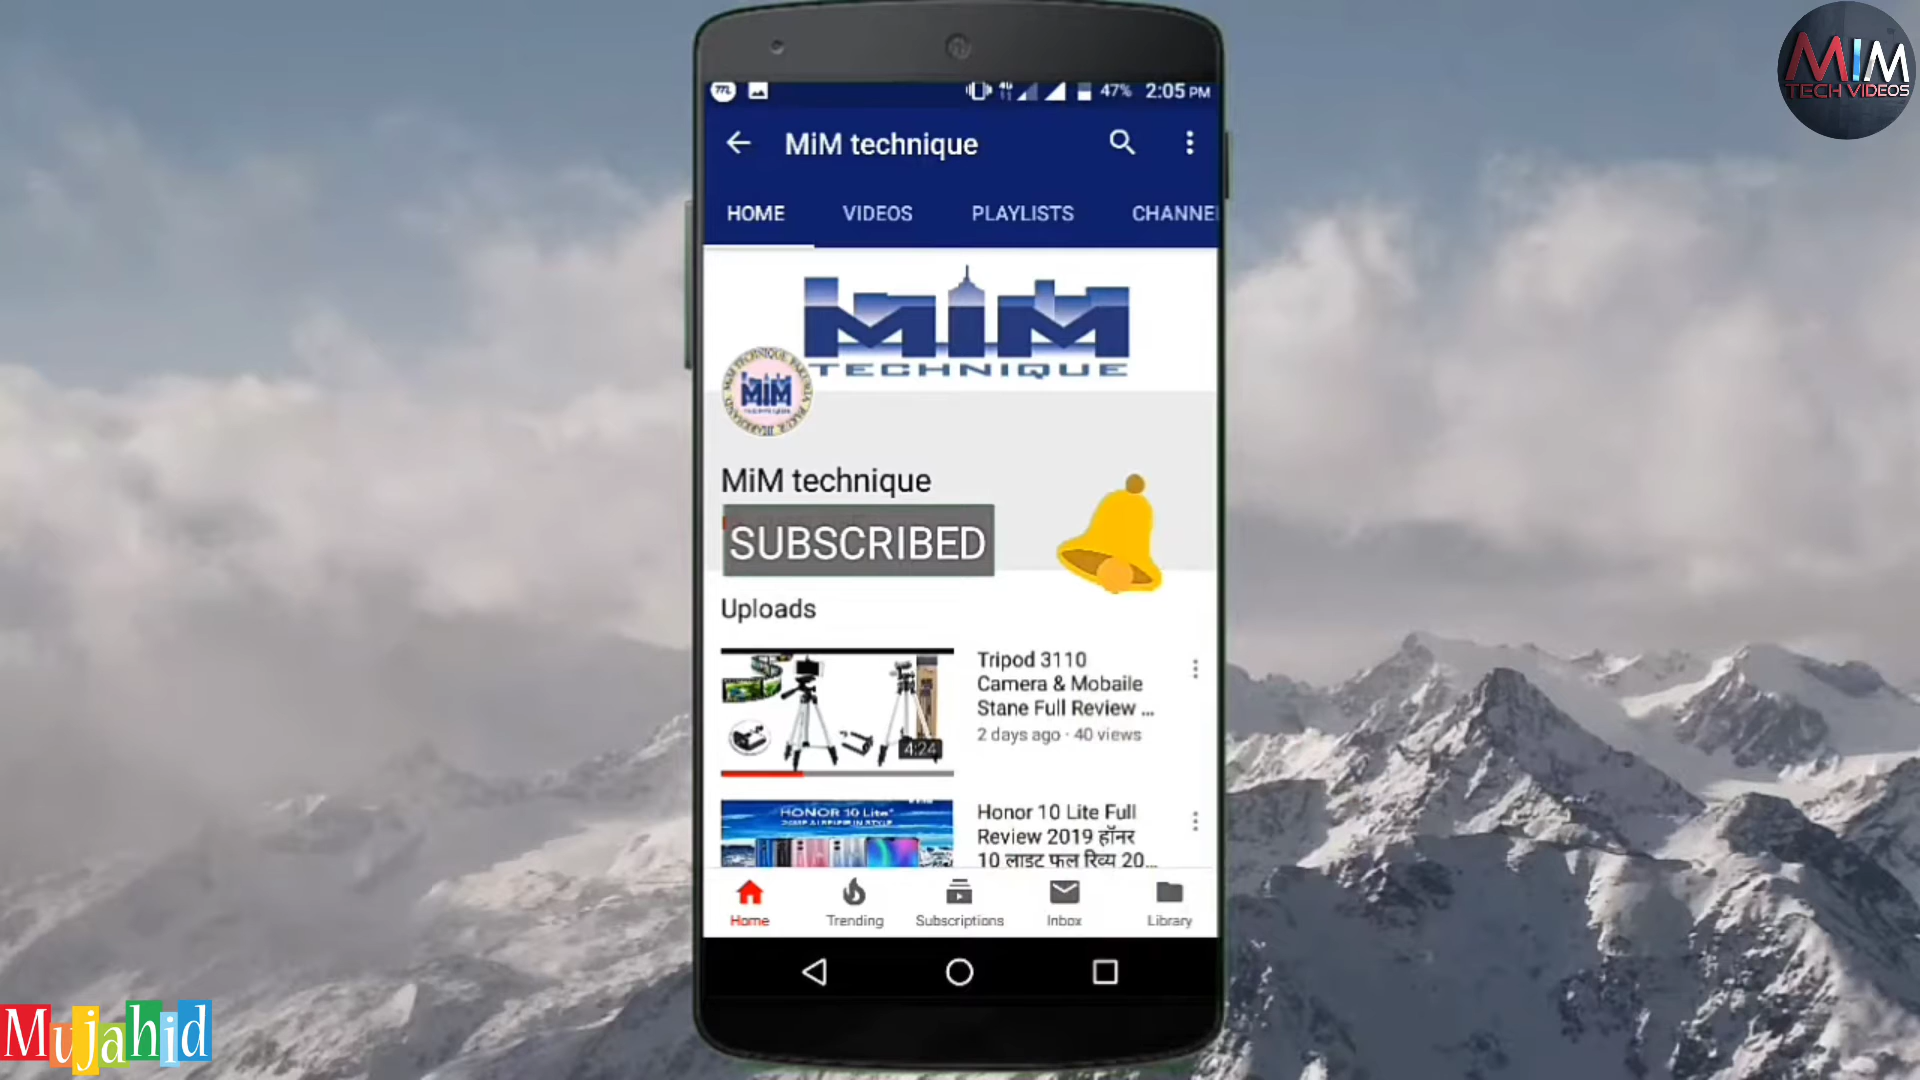 MiM
TECH VIDEOS
47% 2:05 PM
MiM technique
HOME VIDEOS PLAYLISTS CHANNE
MiM
TECHNIQUE
MiM technique
SUBSCRIBED
Uploads
Tripod 3110
Camera & Mobaile
Stane Full Review ...
2 days ago · 40 views
4:24
HONOR 10 Lite
Honor 10 Lite Full
Review 2019 हॉनर
10 लाइट फुल रिव्यू 20...
Home Trending Subscriptions Inbox Library
Mujahid